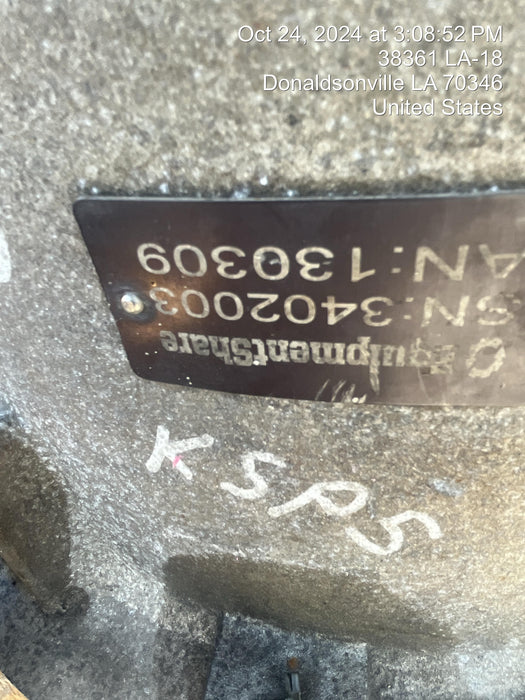 Oct 24, 2024 at 3:08:52 PM
38361 LA-18
Donaldsonville LA 70346
United States
EquipmentShare
SN:3402003
AN:130309